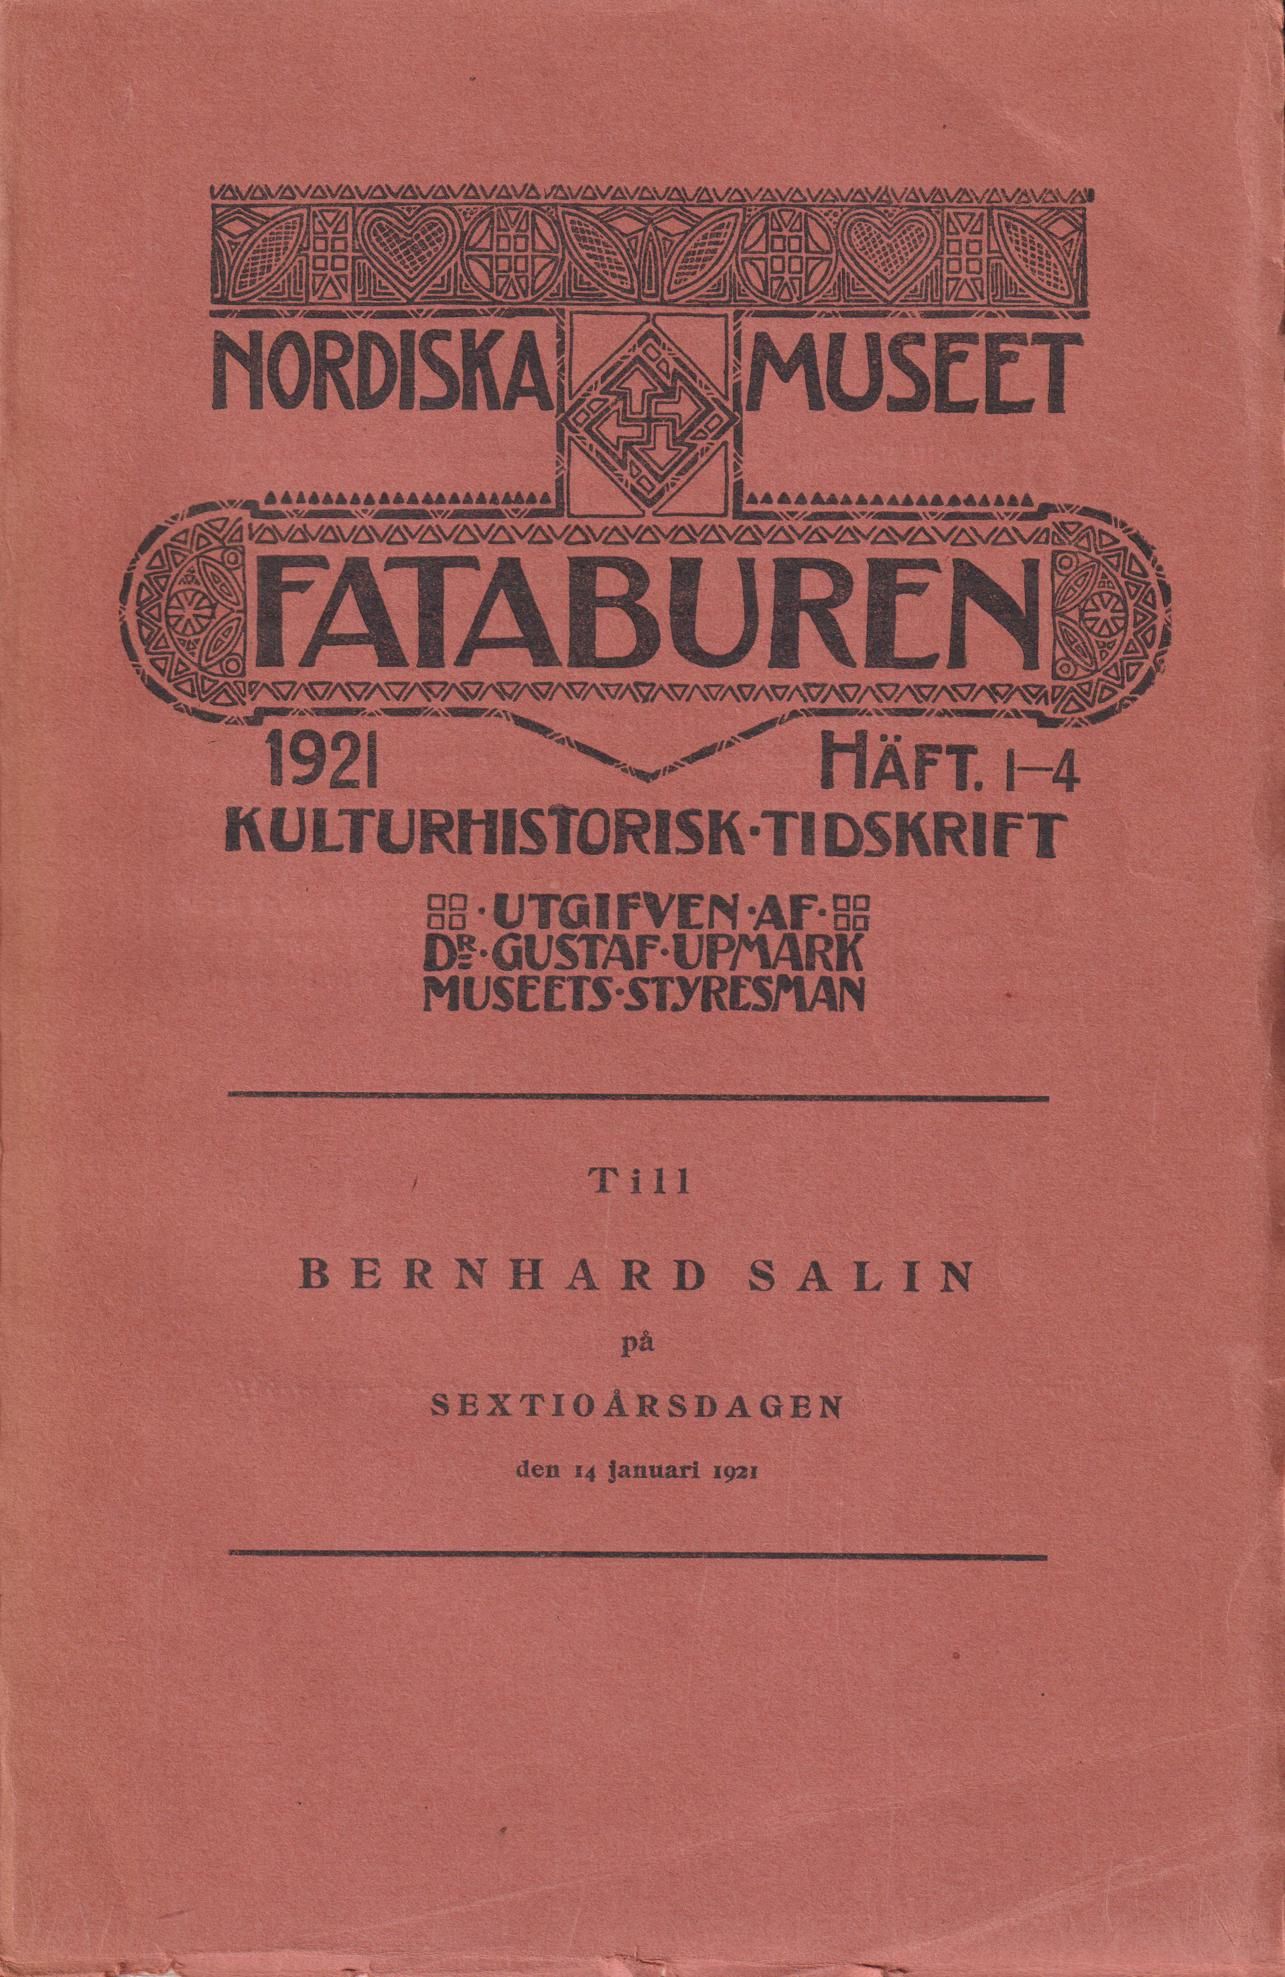 NORDISKA MUSEET
FATABUREN
1921 HÄFT. 1—4
KULTURHISTORISK·TIDSKRIFT
·UTGIFVEN·AF·
DR·GUSTAF·UPMARK
MUSEETS·STYRESMAN
Till
BERNHARD SALIN
på
SEXTIOÅRSDAGEN
den 14 januari 1921